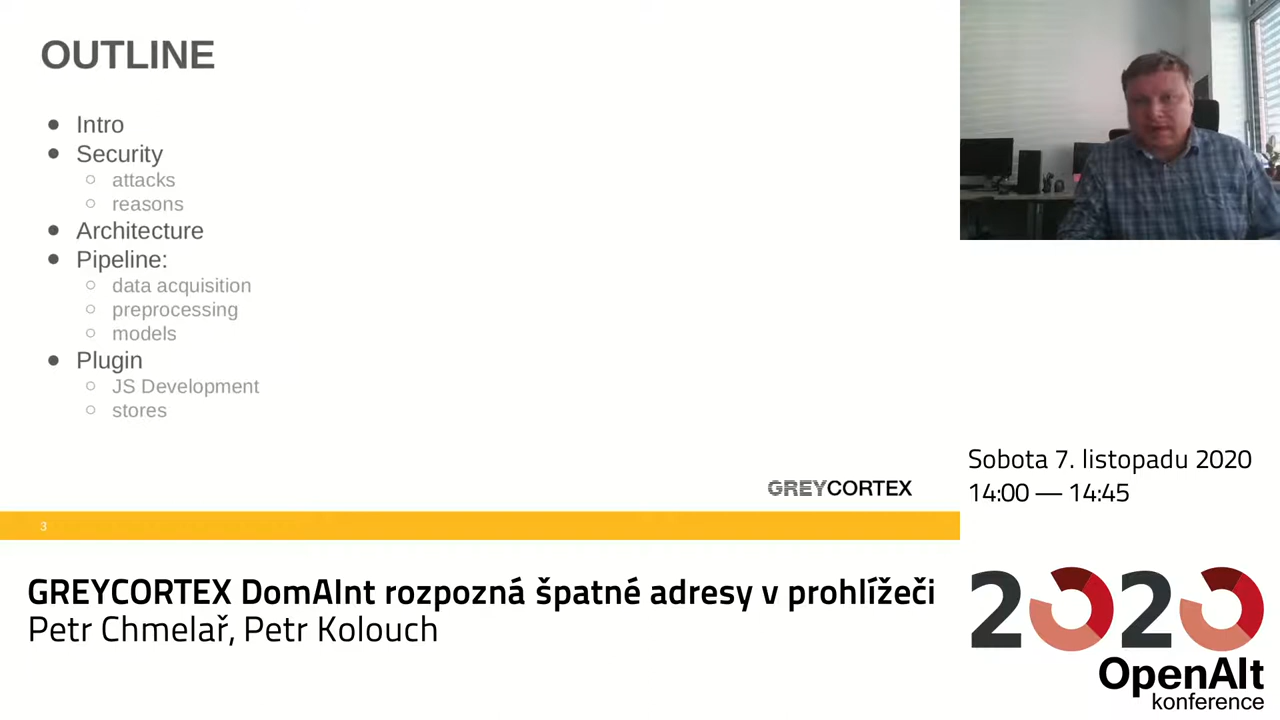 OUTLINE
Intro
Security
attacks
reasons
Architecture
Pipeline:
data acquisition
preprocessing
models
Plugin
JS Development
stores
GREYCORTEX
3
Sobota 7. listopadu 2020
14:00 — 14:45
GREYCORTEX DomAInt rozpozná špatné adresy v prohlížeči
Petr Chmelař, Petr Kolouch
2020
OpenAlt
konference